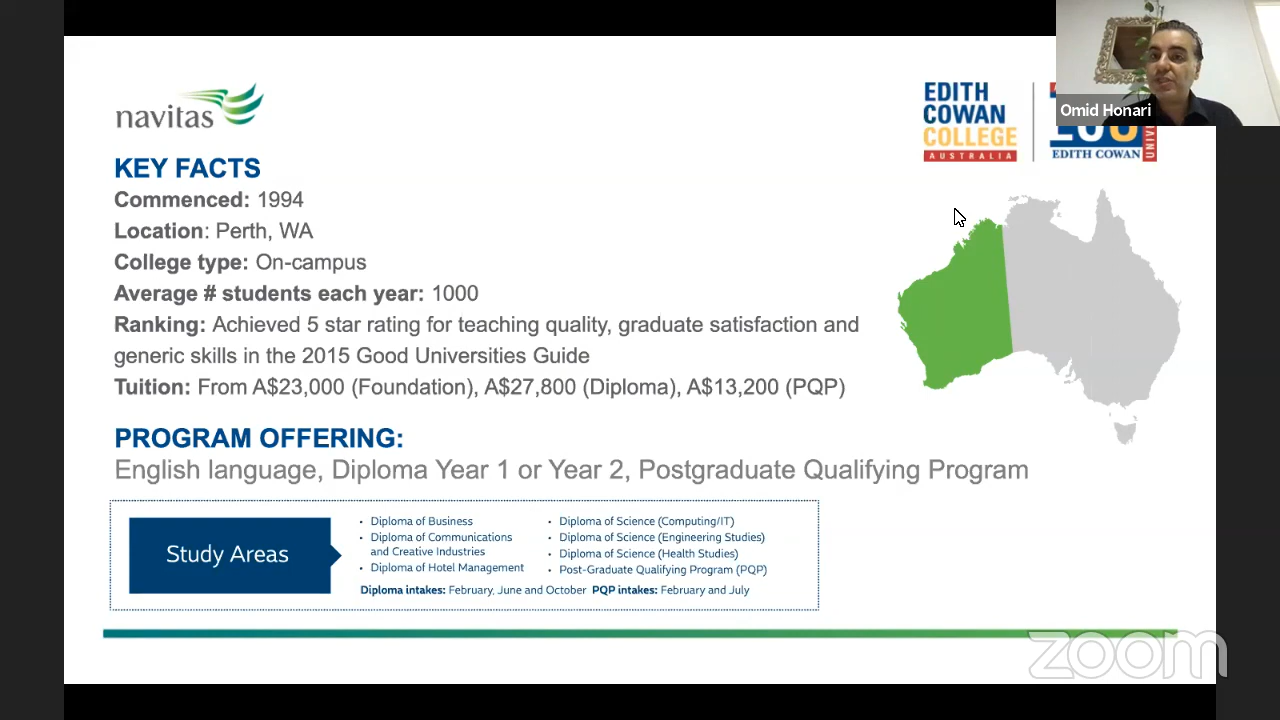 Omid Honari
navitas
EDITH
COWAN
COLLEGE
AUSTRALIA
EDITH COWAN
KEY FACTS
Commenced: 1994
Location: Perth, WA
College type: On-campus
Average # students each year: 1000
Ranking: Achieved 5 star rating for teaching quality, graduate satisfaction and
generic skills in the 2015 Good Universities Guide
Tuition: From A$23,000 (Foundation), A$27,800 (Diploma), A$13,200 (PQP)
PROGRAM OFFERING:
English language, Diploma Year 1 or Year 2, Postgraduate Qualifying Program
Study Areas
• Diploma of Business
• Diploma of Communications
and Creative Industries
• Diploma of Hotel Management
• Diploma of Science (Computing/IT)
• Diploma of Science (Engineering Studies)
• Diploma of Science (Health Studies)
• Post-Graduate Qualifying Program (PQP)
Diploma intakes: February, June and October PQP intakes: February and July
zoom